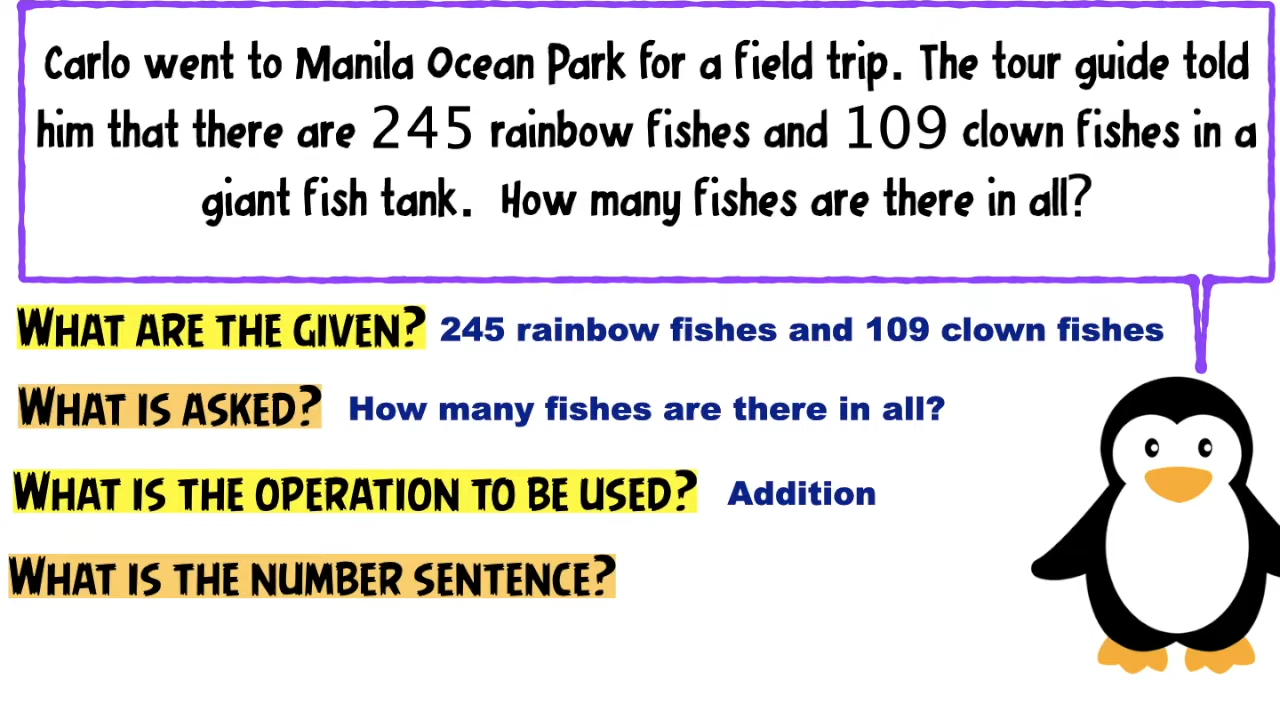 Carlo went to Manila Ocean Park for a field trip. The tour guide told
him that there are 245 rainbow fishes and 109 clown fishes in a
giant fish tank. How many fishes are there in all?
WHAT ARE THE GIVEN? 245 rainbow fishes and 109 clown fishes
WHAT IS ASKED? How many fishes are there in all?
WHAT IS THE OPERATION TO BE USED? Addition
WHAT IS THE NUMBER SENTENCE?